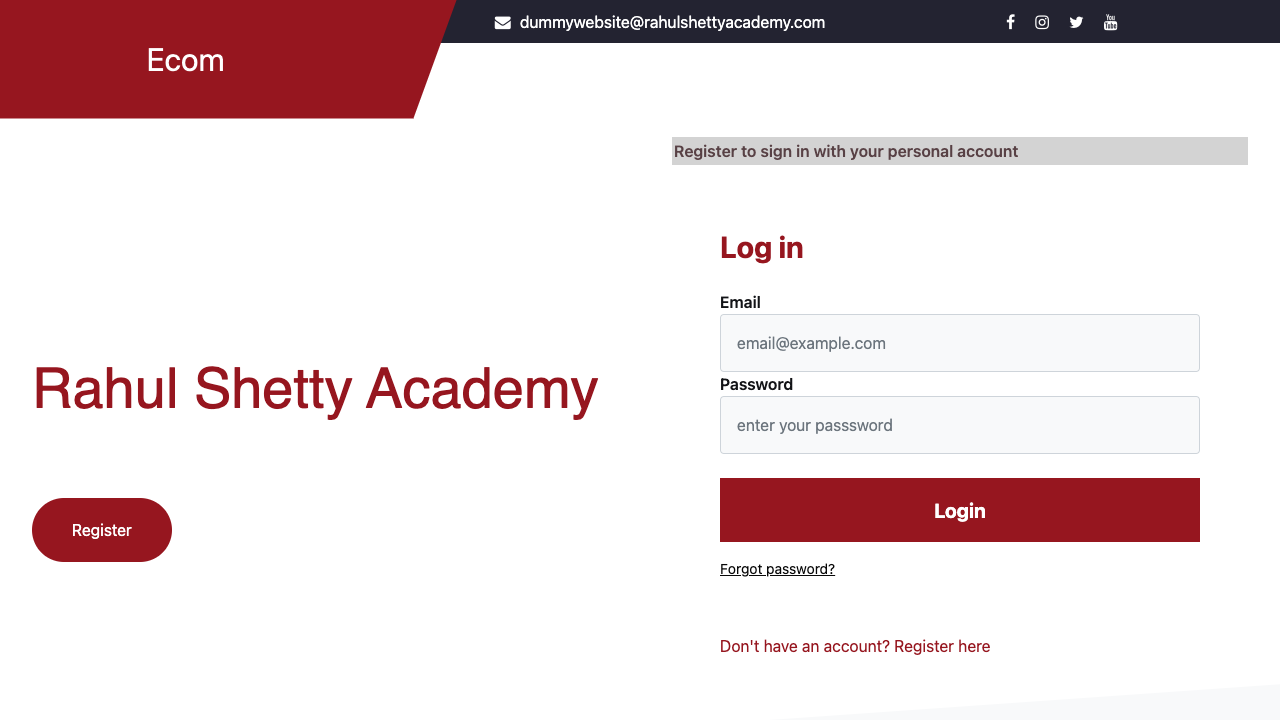 dummywebsite@rahulshettyacademy.com
Ecom
Register to sign in with your personal account
Log in
Email
email@example.com
Password
enter your passsword
Rahul Shetty Academy
Register
Login
Forgot password?
Don't have an account? Register here